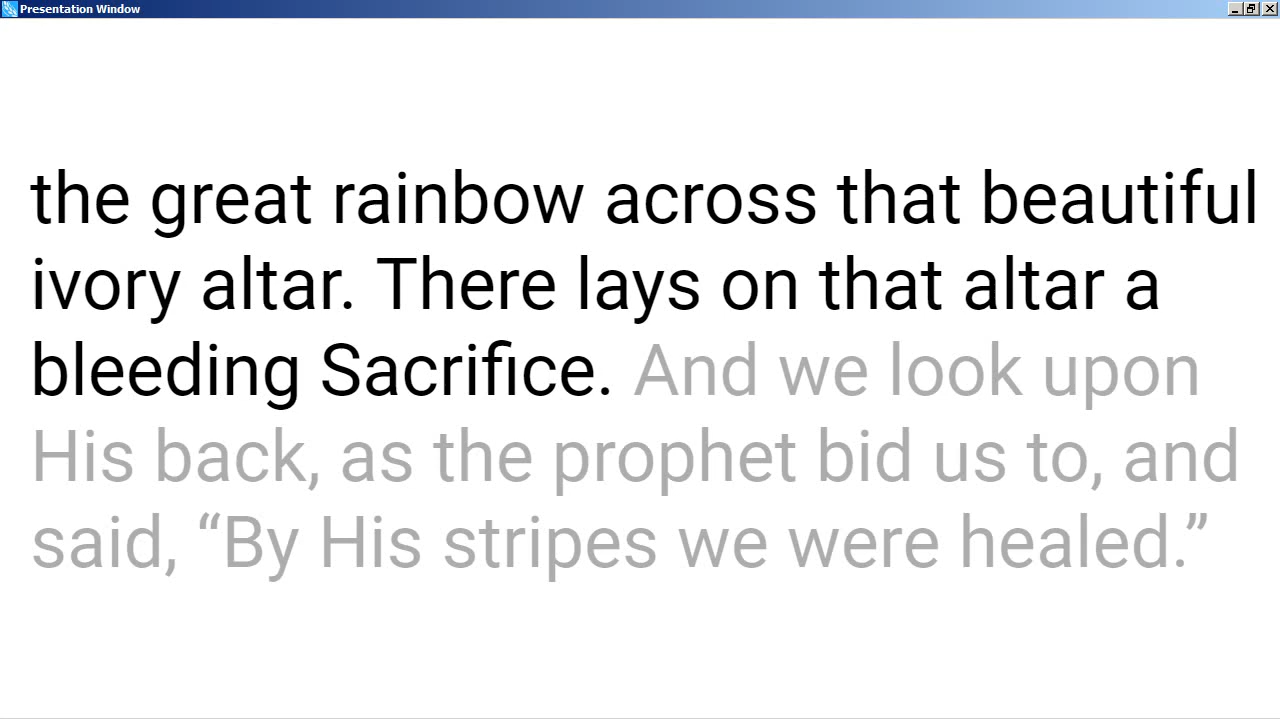 Presentation Window
the great rainbow across that beautiful
ivory altar. There lays on that altar a
bleeding Sacrifice. And we look upon
His back, as the prophet bid us to, and
said, “By His stripes we were healed.”